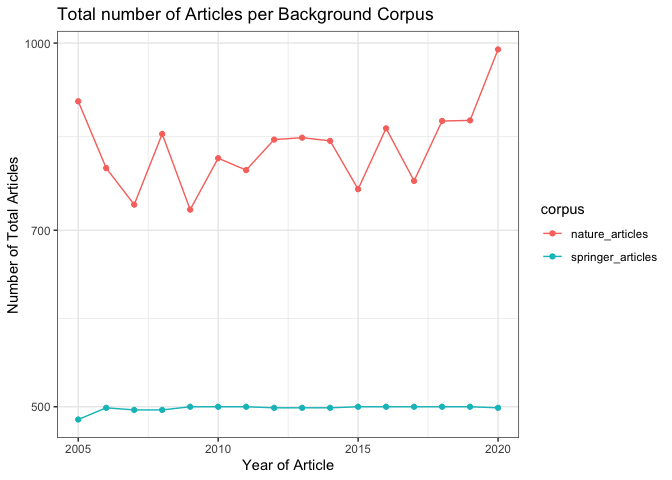 Total number of Articles per Background Corpus
1000
700
500
Number of Total Articles
2005
2010
2015
2020
Year of Article
corpus
nature_articles
springer_articles